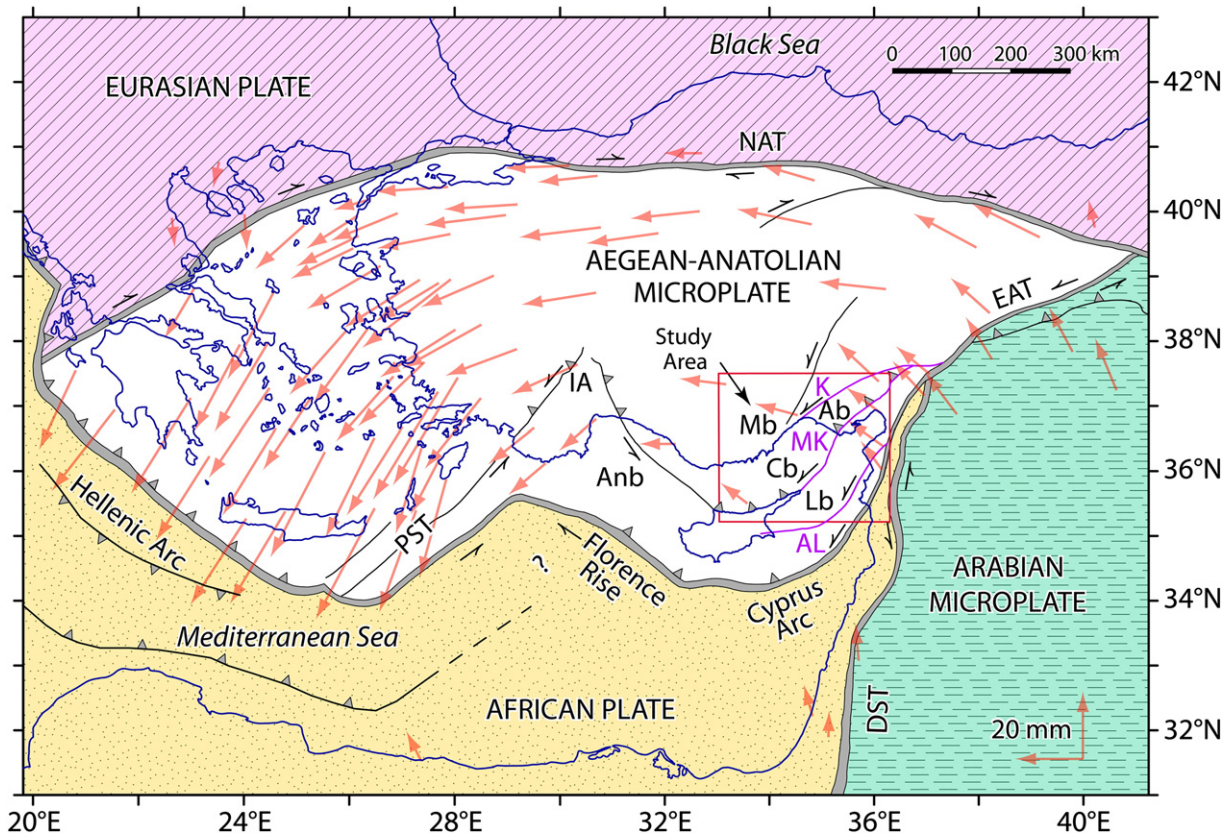 Black Sea
0 100 200 300 km
EURASIAN PLATE
42°N
NAT
40°N
AEGEAN-ANATOLIAN
MICROPLATE
EAT
38°N
Study
Area
IA
K
Ab
Mb
MK
36°N
Anb
Cb
Lb
PST
AL
Hellenic Arc
?
Florence
Rise
Cyprus
Arc
ARABIAN
MICROPLATE
34°N
Mediterranean Sea
AFRICAN PLATE
DST
20 mm
32°N
20°E 24°E 28°E 32°E 36°E 40°E